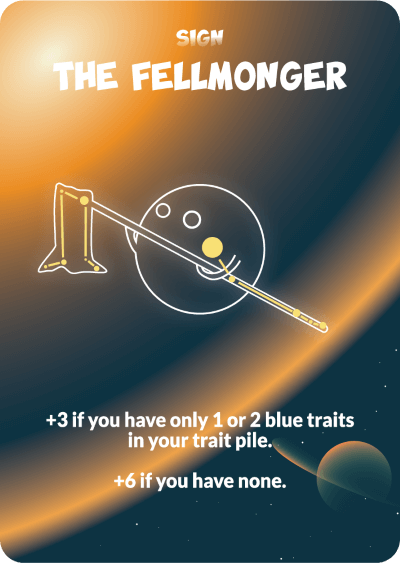 SIGN
THE FELLMONGER
+3 if you have only 1 or 2 blue traits
in your trait pile.
+6 if you have none.